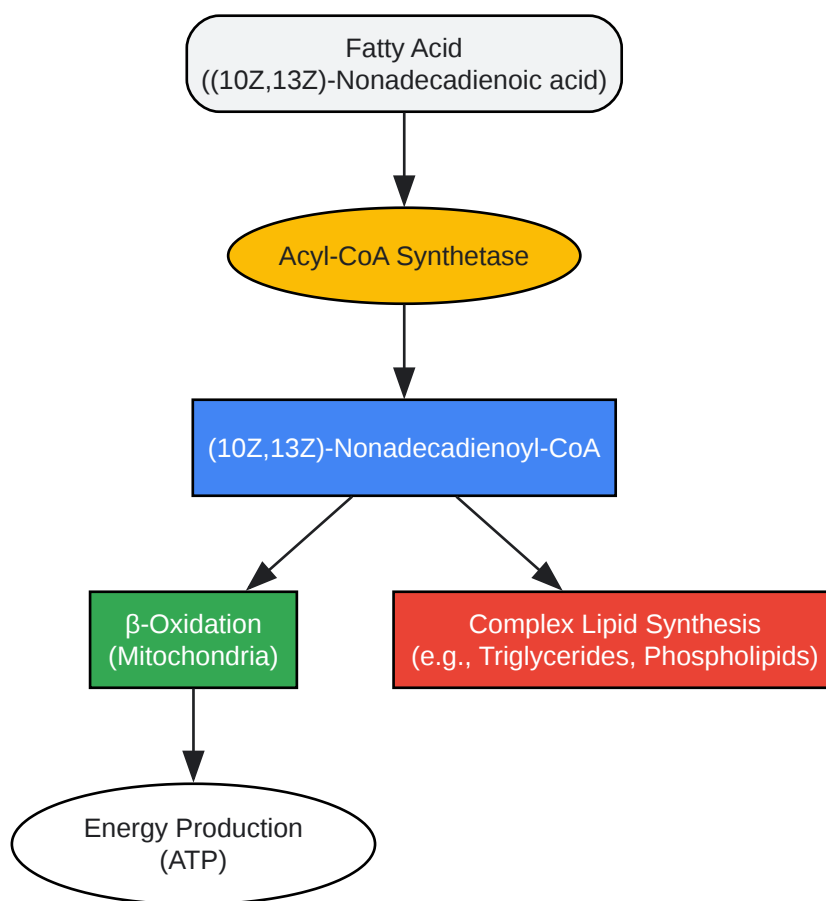 Fatty Acid
((10Z,13Z)-Nonadecadienoic acid)
Acyl-CoA Synthetase
(10Z,13Z)-Nonadecadienoyl-CoA
β-Oxidation
(Mitochondria)
Complex Lipid Synthesis
(e.g., Triglycerides, Phospholipids)
Energy Production
(ATP)